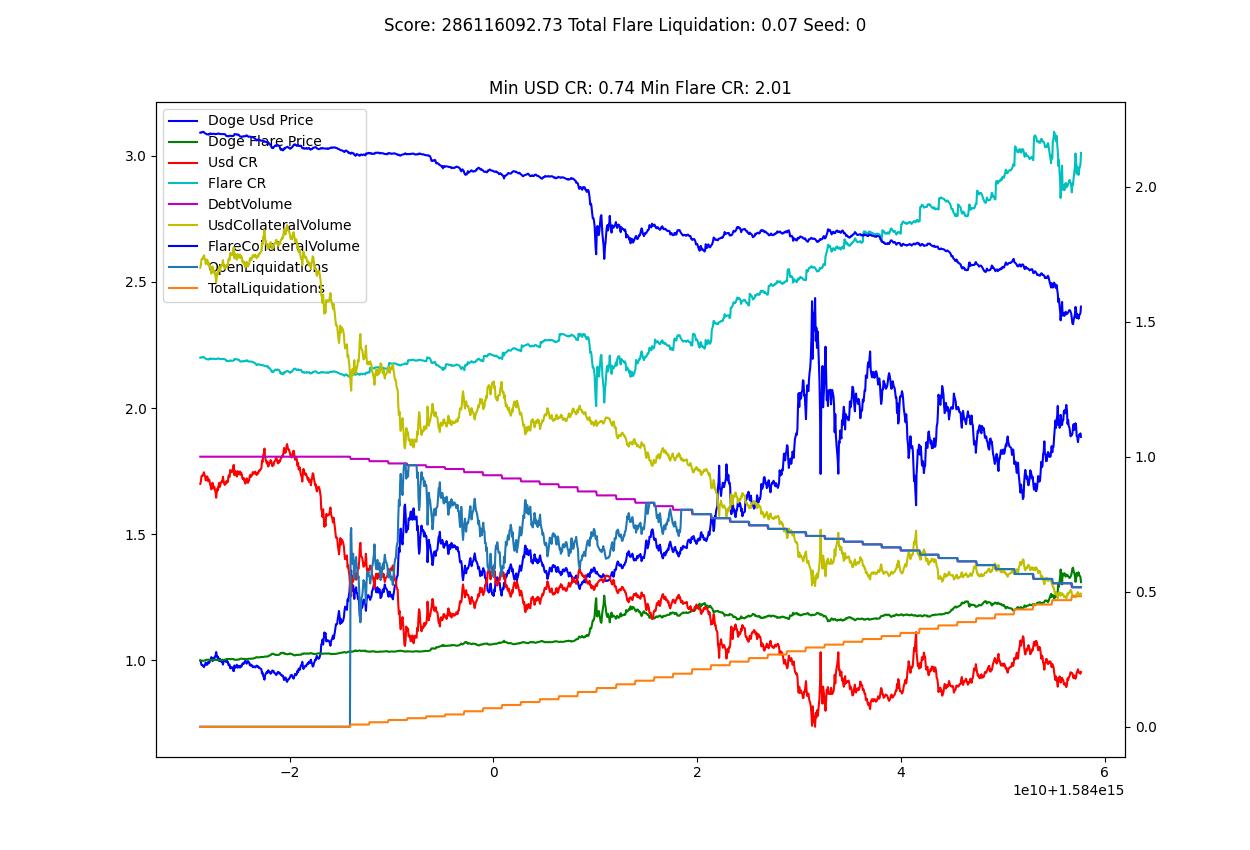 Score: 286116092.73 Total Flare Liquidation: 0.07 Seed: 0
Min USD CR: 0.74 Min Flare CR: 2.01
Doge Usd Price
Doge Flare Price
Usd CR
Flare CR
DebtVolume
UsdCollateralVolume
FlareCollateralVolume
OpenLiquidations
TotalLiquidations
3.0
2.5
2.0
1.5
1.0
2.0
1.5
1.0
0.5
0.0
−2
0
2
4
6
1e10+1.584e15